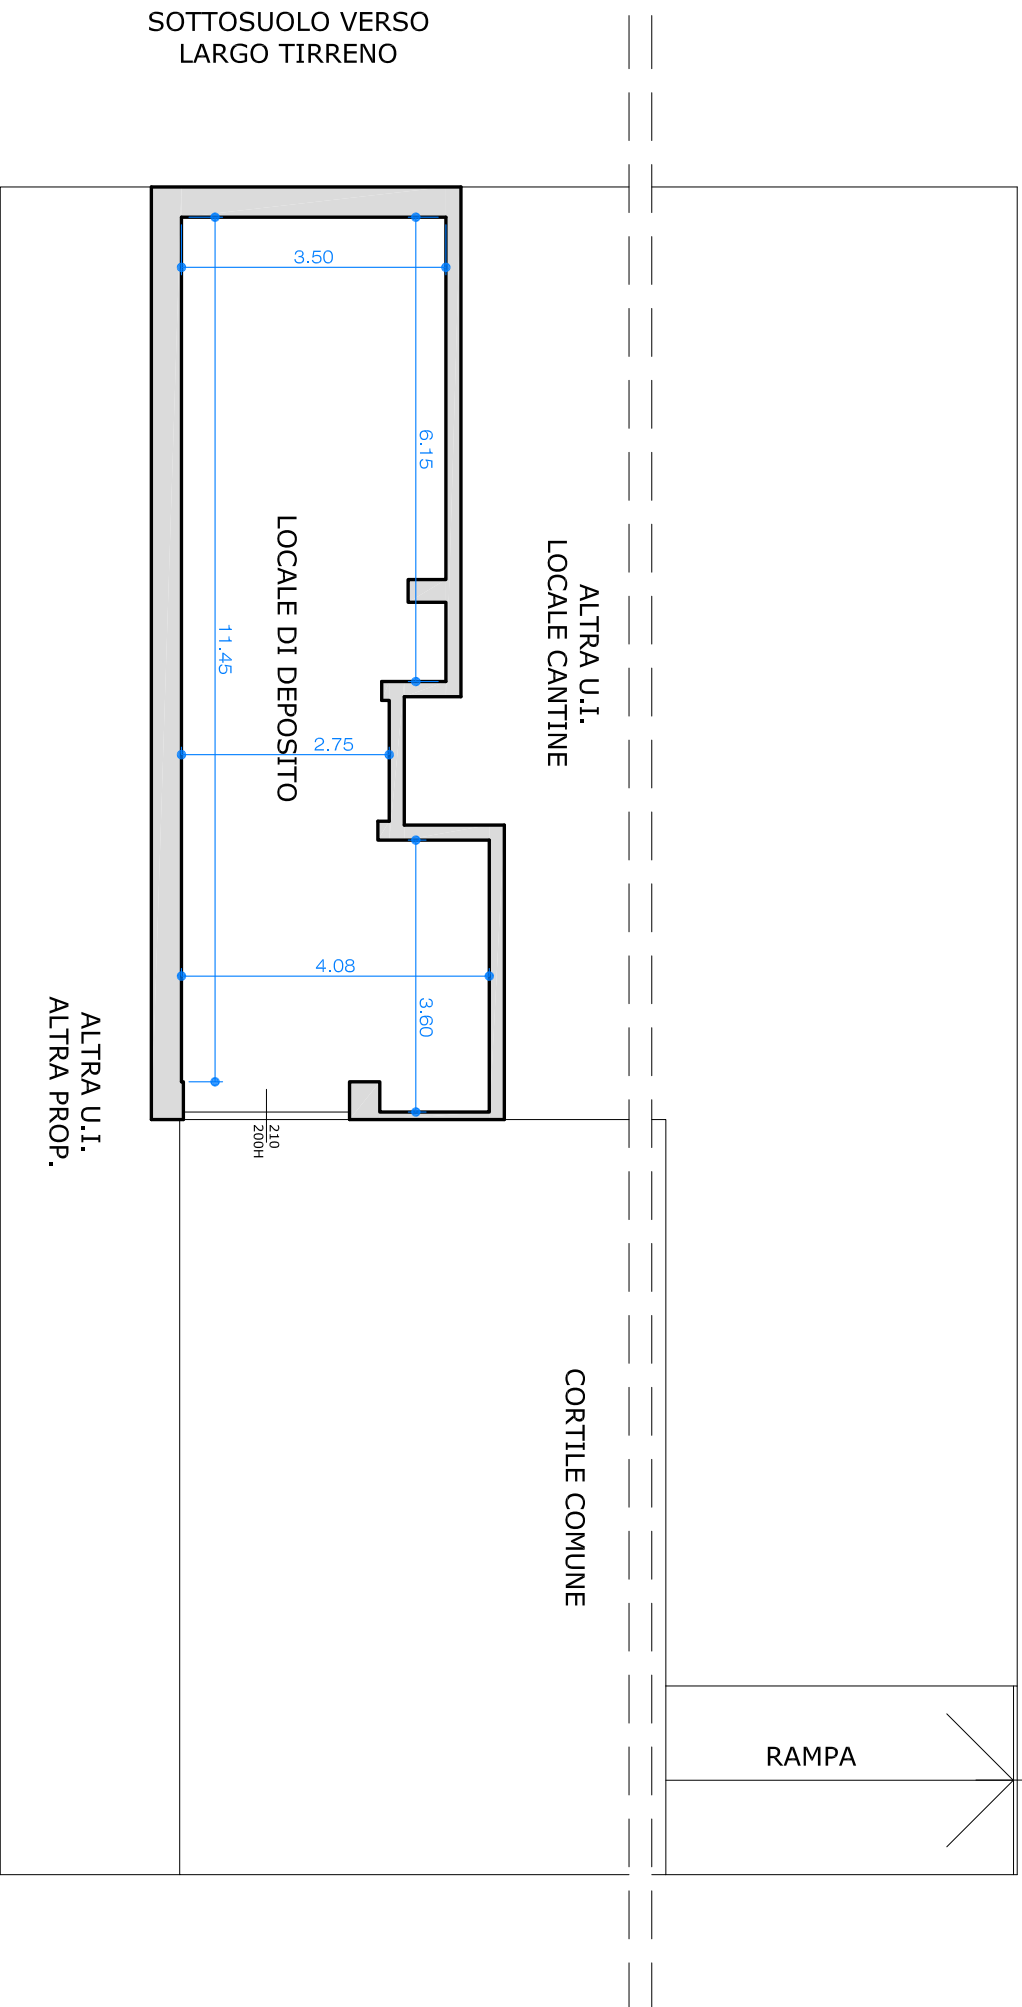 SOTTOSUOLO VERSO
LARGO TIRRENO
3.50
6.15
LOCALE DI DEPOSITO
ALTRA U.I.
LOCALE CANTINE
11.45
2.75
4.08
3.60
ALTRA U.I.
ALTRA PROP.
210
200H
CORTILE COMUNE
RAMPA